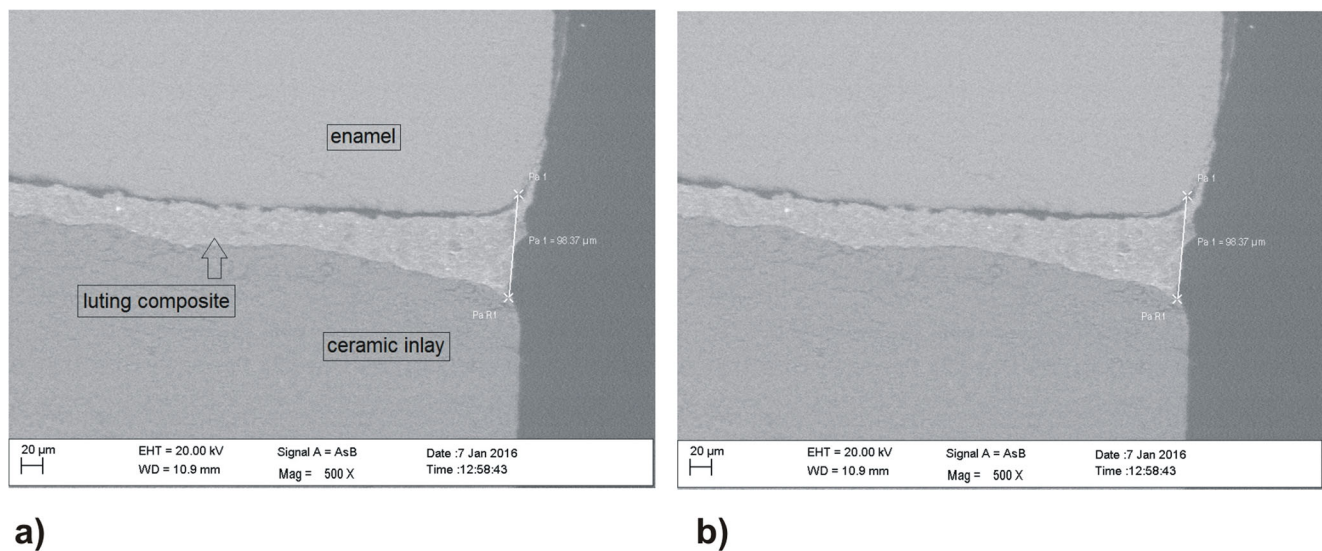 enamel
Pa 1
Pa 1 = 98.37 µm
luting composite
Pa R1
ceramic inlay
20 µm
EHT = 20.00 kV
WD = 10.9 mm
Signal A = AsB
Mag = 500 X
Date :7 Jan 2016
Time :12:58:43
a)
Pa 1
Pa 1 = 98.37 µm
Pa R1
20 µm
EHT = 20.00 kV
WD = 10.9 mm
Signal A = AsB
Mag = 500 X
Date :7 Jan 2016
Time :12:58:43
b)